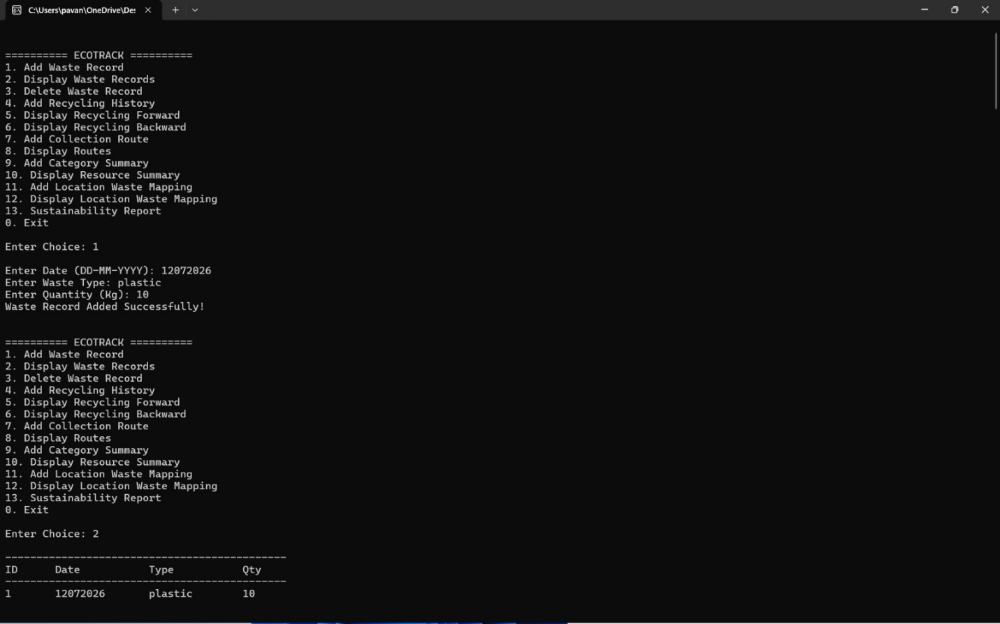 C:\Users\pavan\OneDrive\Des
========== ECOTRACK ==========
1. Add Waste Record
2. Display Waste Records
3. Delete Waste Record
4. Add Recycling History
5. Display Recycling Forward
6. Display Recycling Backward
7. Add Collection Route
8. Display Routes
9. Add Category Summary
10. Display Resource Summary
11. Add Location Waste Mapping
12. Display Location Waste Mapping
13. Sustainability Report
0. Exit
Enter Choice: 1
Enter Date (DD-MM-YYYY): 12072026
Enter Waste Type: plastic
Enter Quantity (Kg): 10
Waste Record Added Successfully!
========== ECOTRACK ==========
1. Add Waste Record
2. Display Waste Records
3. Delete Waste Record
4. Add Recycling History
5. Display Recycling Forward
6. Display Recycling Backward
7. Add Collection Route
8. Display Routes
9. Add Category Summary
10. Display Resource Summary
11. Add Location Waste Mapping
12. Display Location Waste Mapping
13. Sustainability Report
0. Exit
Enter Choice: 2
---------------------------------------------
ID      Date           Type           Qty
---------------------------------------------
1       12072026       plastic        10